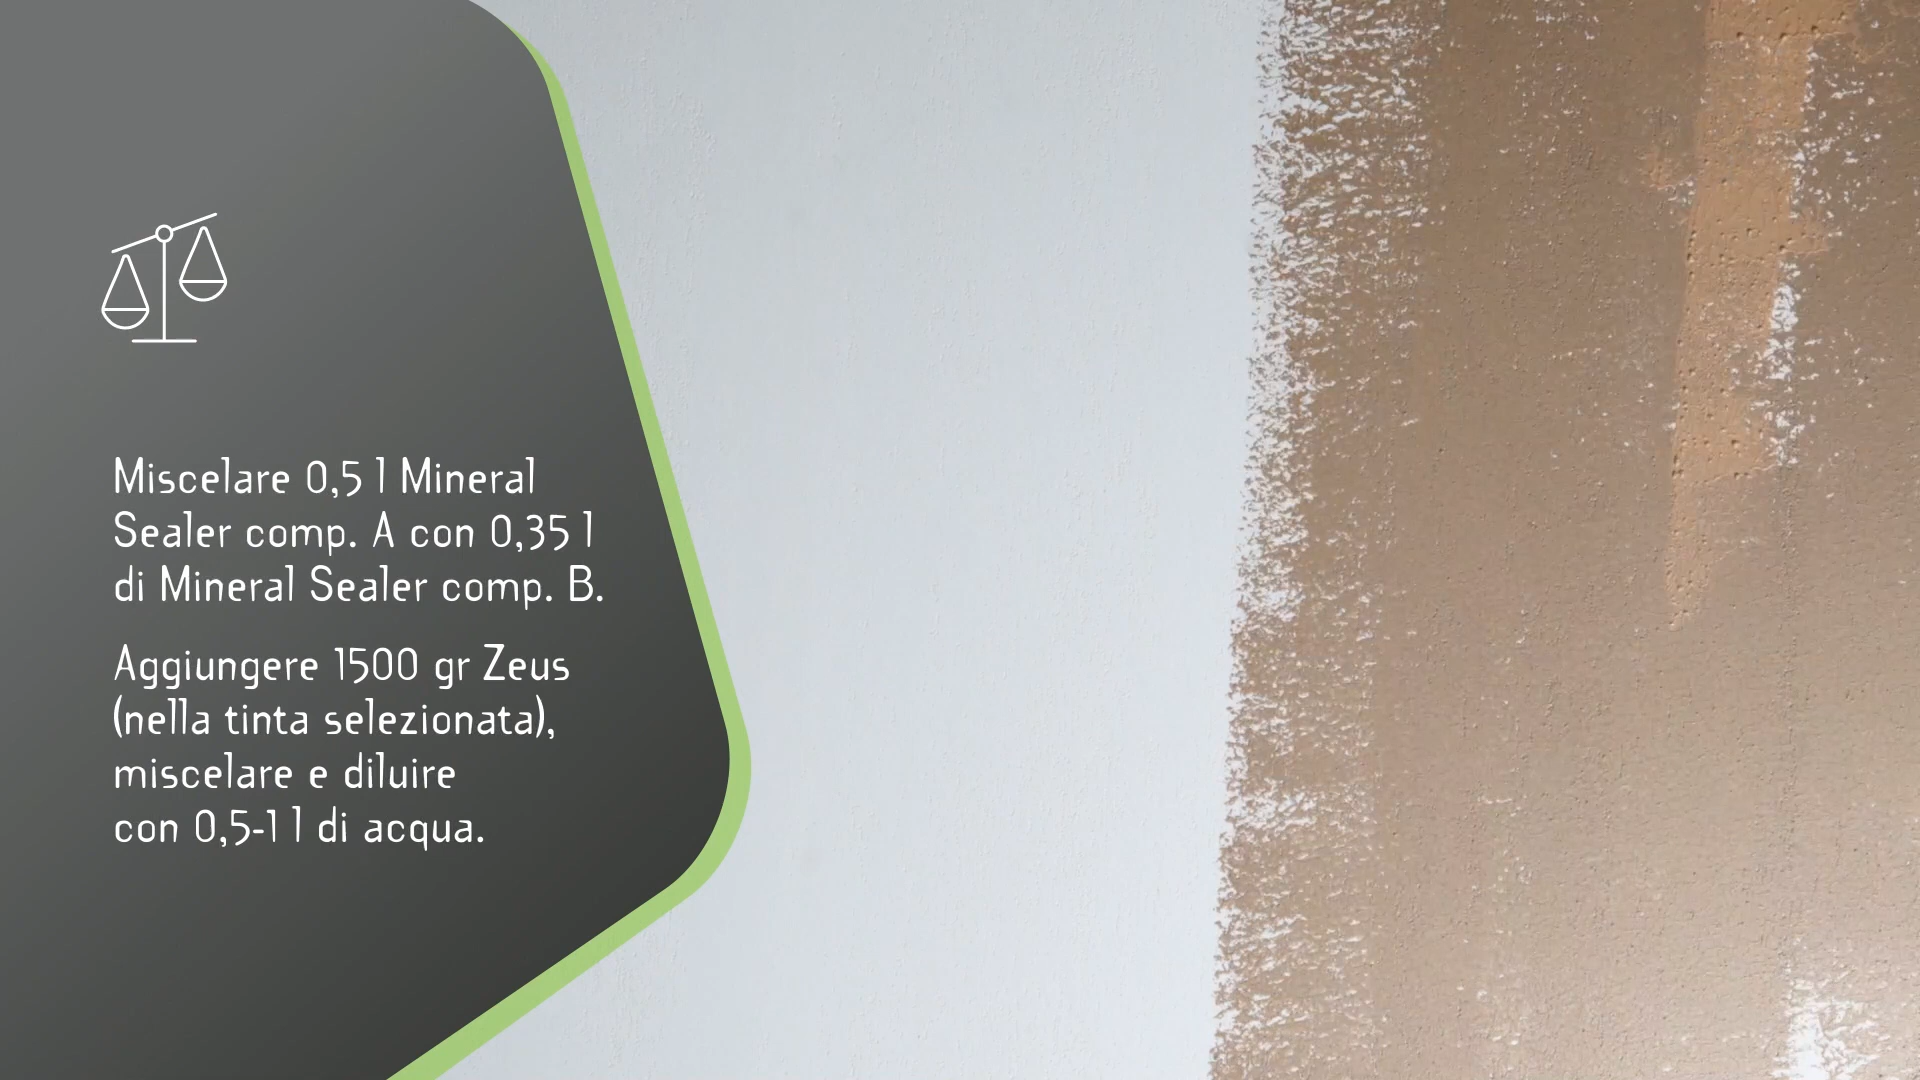 Miscelare 0,5 l Mineral
Sealer comp. A con 0,35 l
di Mineral Sealer comp. B.
Aggiungere 1500 gr Zeus
(nella tinta selezionata),
miscelare e diluire
con 0,5-1 l di acqua.